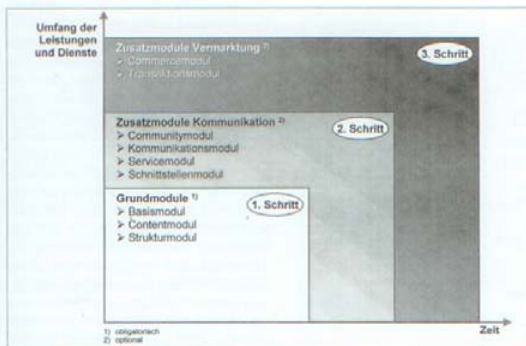 Umfang der
Leistungen
und Dienste
Zusatzmodule Vermarktung 2)
➢ Commercemodul
➢ Transaktionsmodul
3. Schritt
Zusatzmodule Kommunikation 2)
➢ Communitymodul
➢ Kommunikationsmodul
➢ Servicemodul
➢ Schnittstellenmodul
2. Schritt
Grundmodule 1)
➢ Basismodul
➢ Contentmodul
➢ Strukturmodul
1. Schritt
Zeit
1) obligatorisch
2) optional